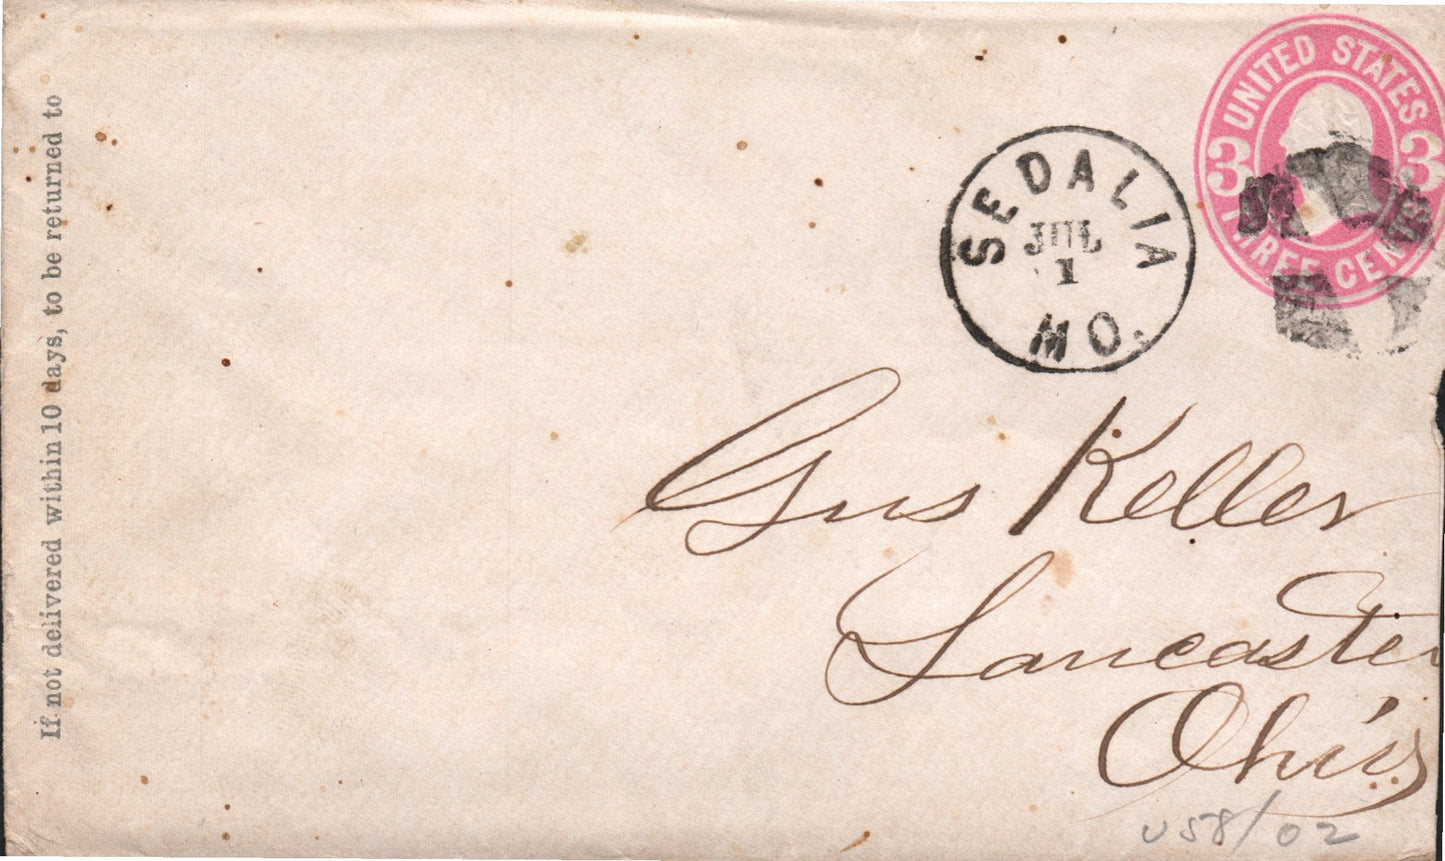 If not delivered within 10 days, to be returned to
UNITED STATES
3 3
THREE CENTS
SEDALIA
JUL
1
MO.
Gus Keller
Lancaster
Ohio
U58/02